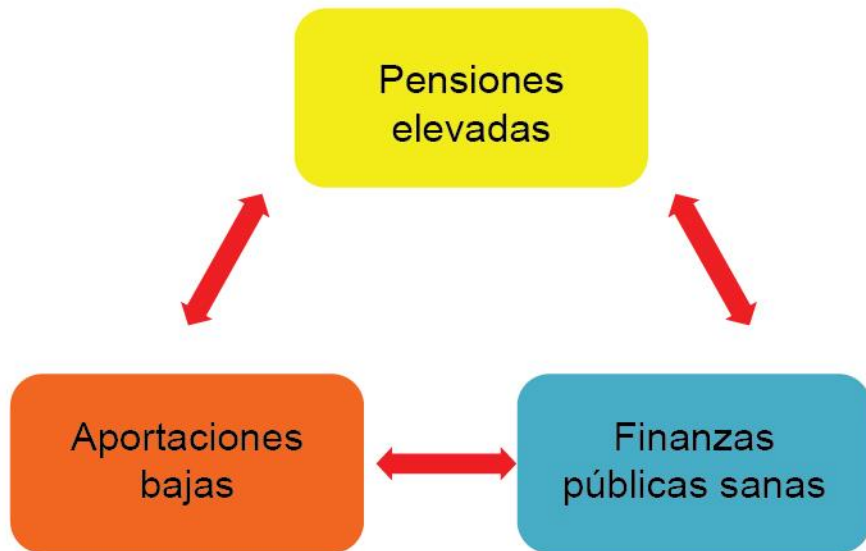 Pensiones
elevadas
Aportaciones
bajas
Finanzas
públicas sanas